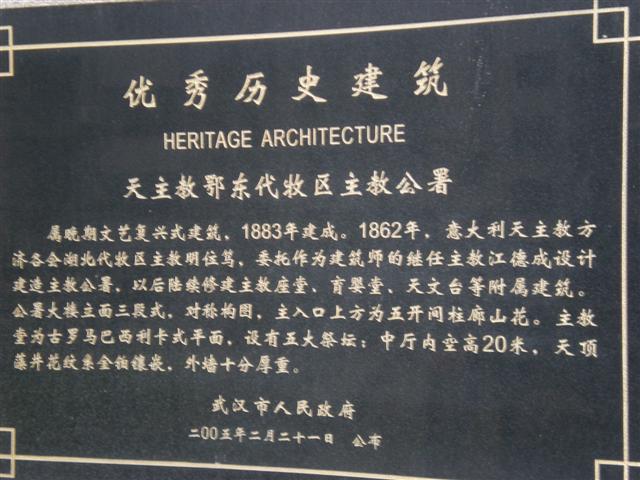 优秀历史建筑
HERITAGE ARCHITECTURE
天主教鄂东代牧区主教公署
属晚期文艺复兴式建筑，1883年建成。1862年，意大利天主教方
济各会湖北代牧区主教明位笃，委托作为建筑师的继任主教江德成设计
建造主教公署，以后陆续修建主教座堂、育婴堂、天文台等附属建筑。
公署大楼立面三段式，对称构图，主入口上方为五开间柱廊山花。主教
堂为古罗马巴西利卡式平面，设有五大祭坛；中厅内空高20米，天顶
藻井花纹系金铂镶嵌，外墙十分厚重。
武汉市人民政府
二00五年二月二十一日 公布